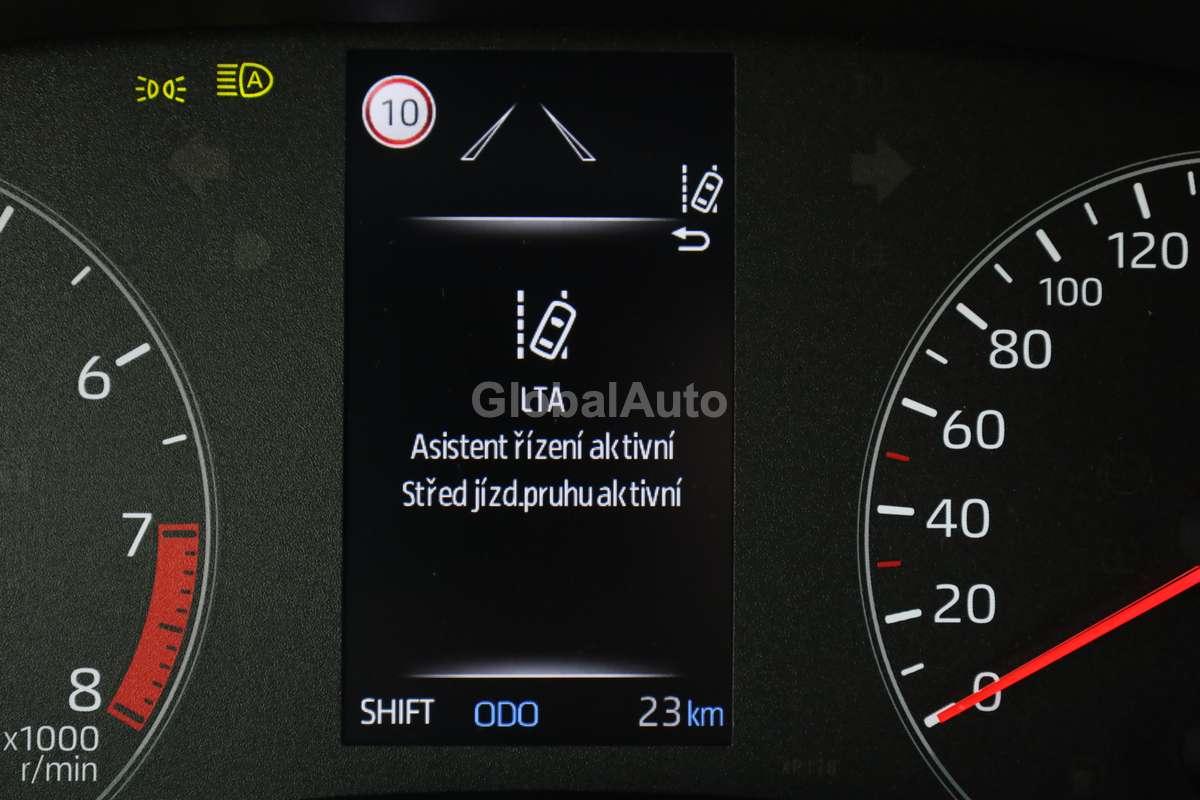 A
10
120
100
80
6
60
GlobalAuto
LTA
Asistent řízení aktivní
Střed jízd.pruhu aktivní
40
7
20
8
0
SHIFT ODO 23 km
x1000
r/min